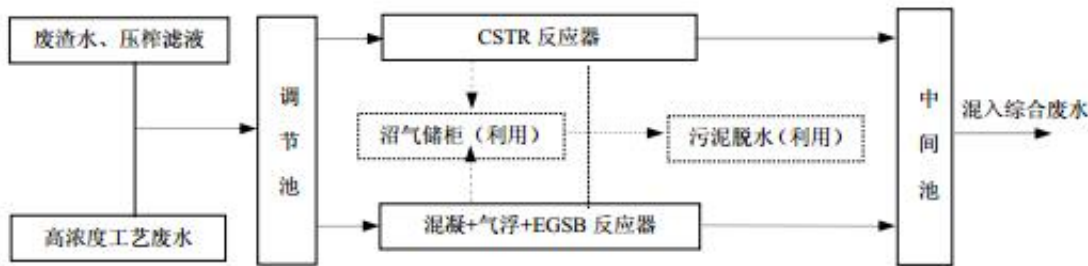 废渣水、压榨滤液
高浓度工艺废水
调节池
CSTR 反应器
沼气储柜（利用）
污泥脱水（利用）
混凝+气浮+EGSB 反应器
中间池
混入综合废水